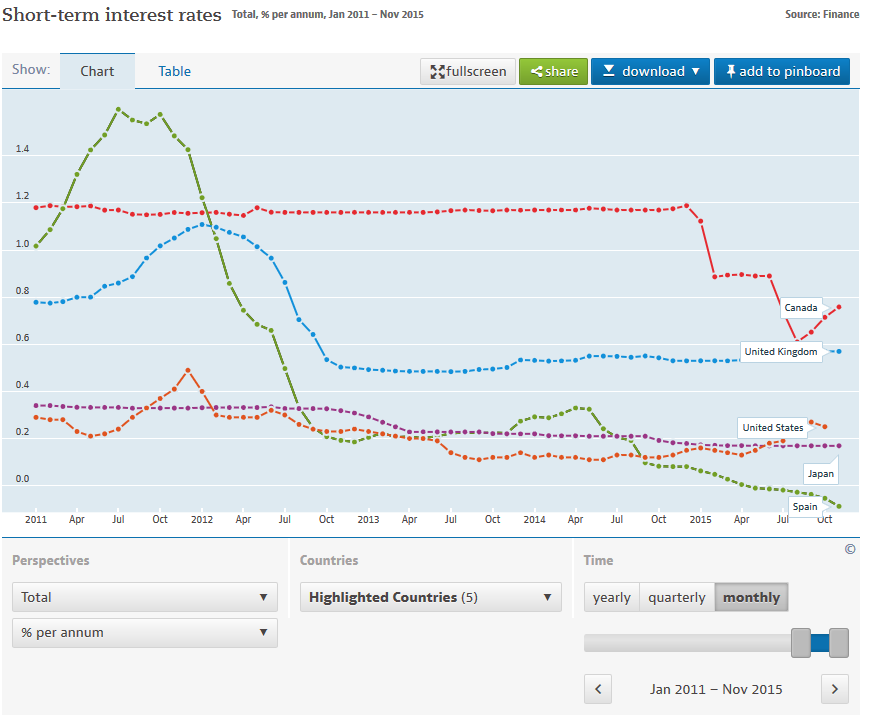 Short-term interest rates Total, % per annum, Jan 2011 – Nov 2015 Source: Finance
Show: Chart Table fullscreen share download ▼ add to pinboard
1.4
1.2
1.0
0.8
Canada
0.6
United Kingdom
0.4
United States
0.2
Japan
0.0
Spain
2011 Apr Jul Oct 2012 Apr Jul Oct 2013 Apr Jul Oct 2014 Apr Jul Oct 2015 Apr Jul Oct
©
Perspectives Countries Time
Total ▼ Highlighted Countries (5) ▼ yearly quarterly monthly
% per annum ▼
< Jan 2011 – Nov 2015 >